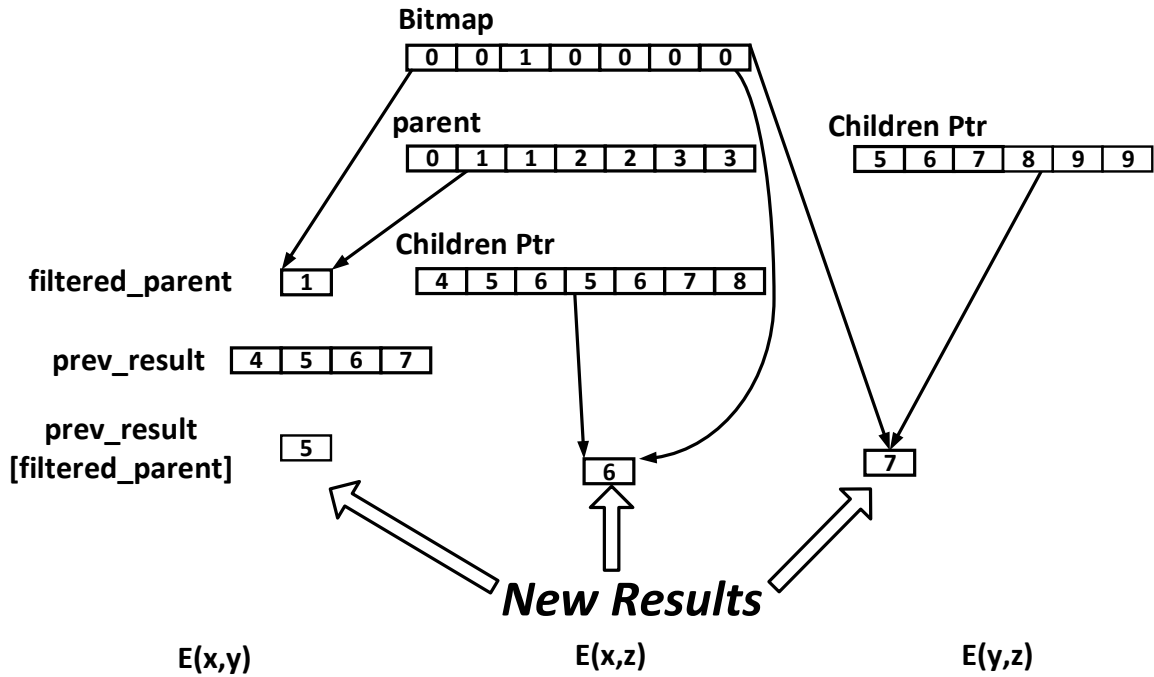 Bitmap
0 0 1 0 0 0 0
parent
0 1 1 2 2 3 3
Children Ptr
5 6 7 8 9 9
Children Ptr
4 5 6 5 6 7 8
filtered_parent
1
prev_result
4 5 6 7
prev_result
[filtered_parent]
5
6
7
New Results
E(x,y)
E(x,z)
E(y,z)